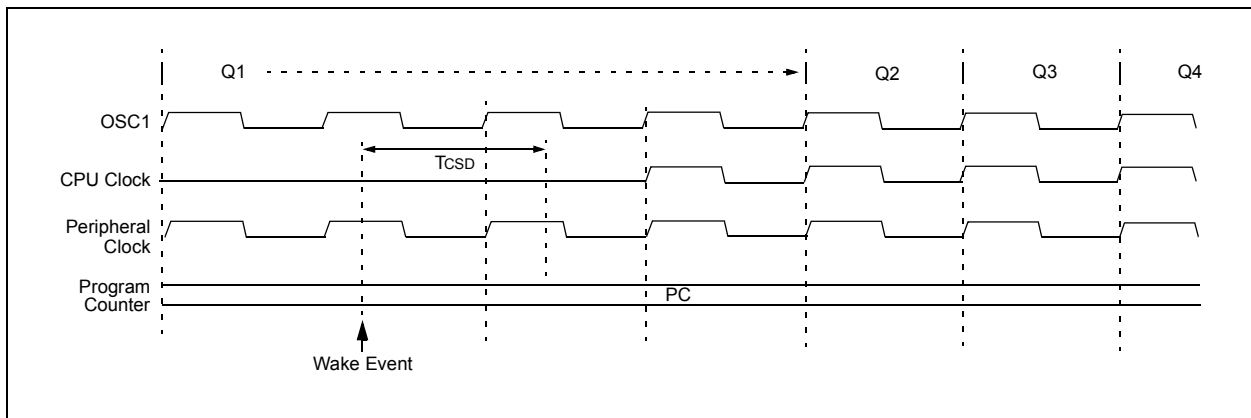 Q1 Q2 Q3 Q4
OSC1
TCSD
CPU Clock
Peripheral
Clock
Program
Counter
PC
Wake Event